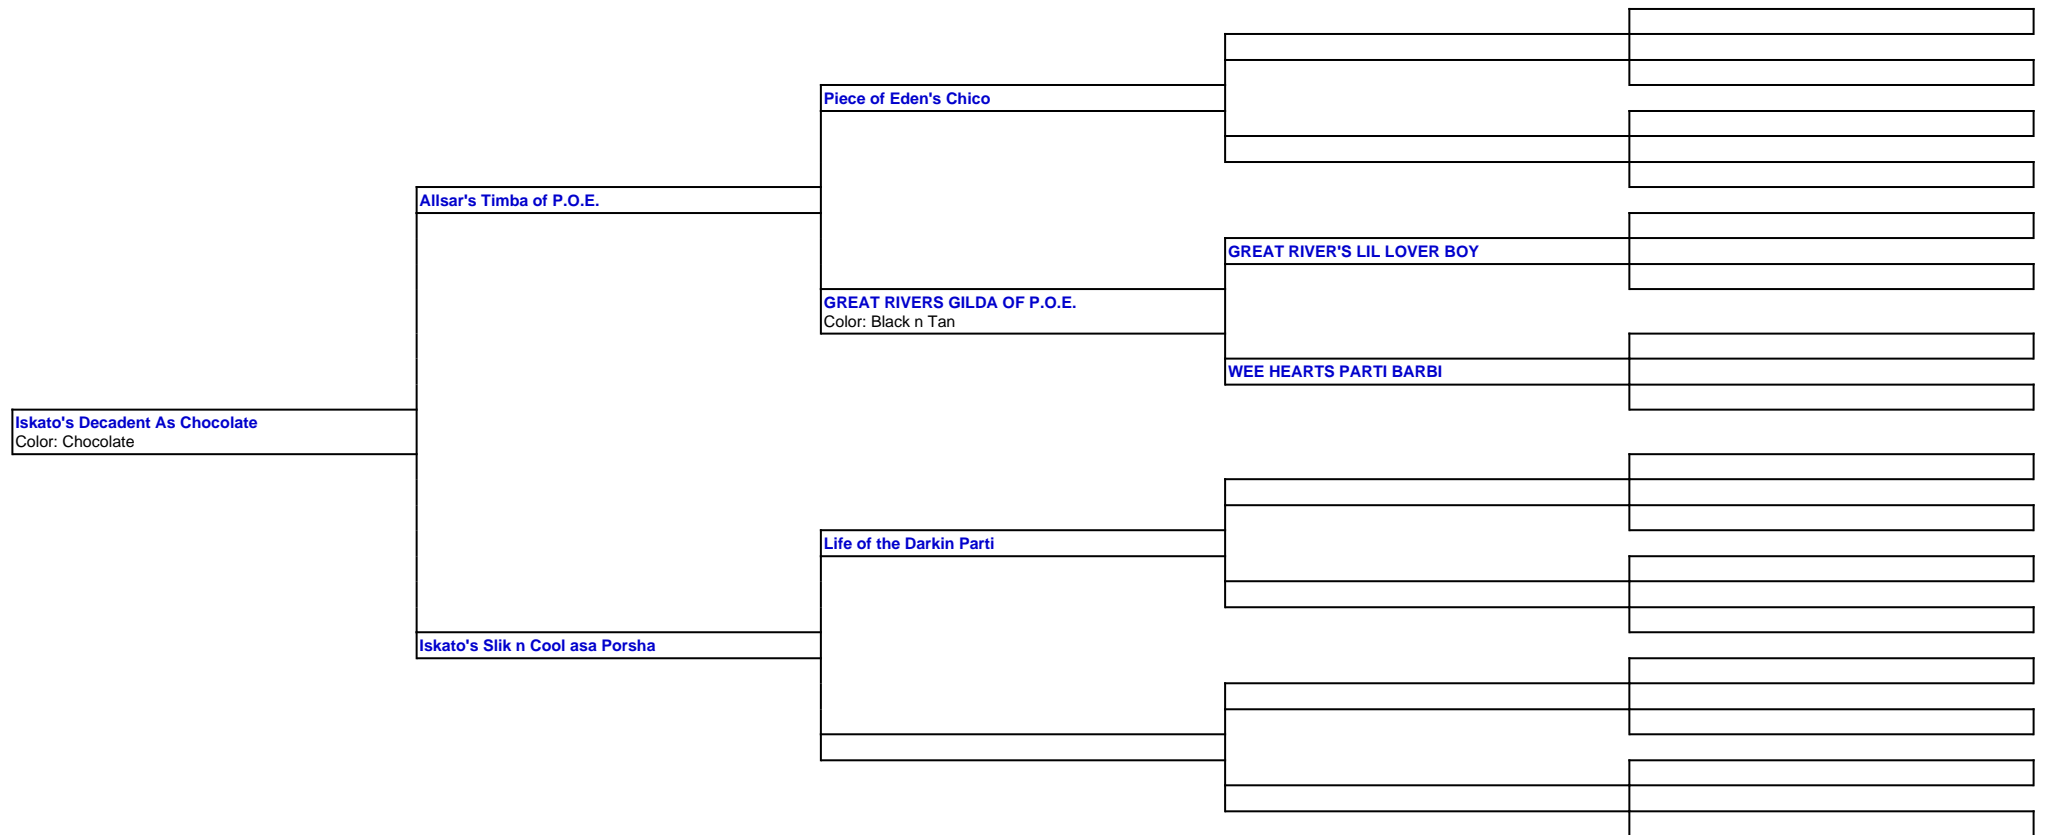 Piece of Eden's Chico
Allsar's Timba of P.O.E.
GREAT RIVER'S LIL LOVER BOY
GREAT RIVERS GILDA OF P.O.E.
Color: Black n Tan
WEE HEARTS PARTI BARBI
Iskato's Decadent As Chocolate
Color: Chocolate
Life of the Darkin Parti
Iskato's Slik n Cool asa Porsha